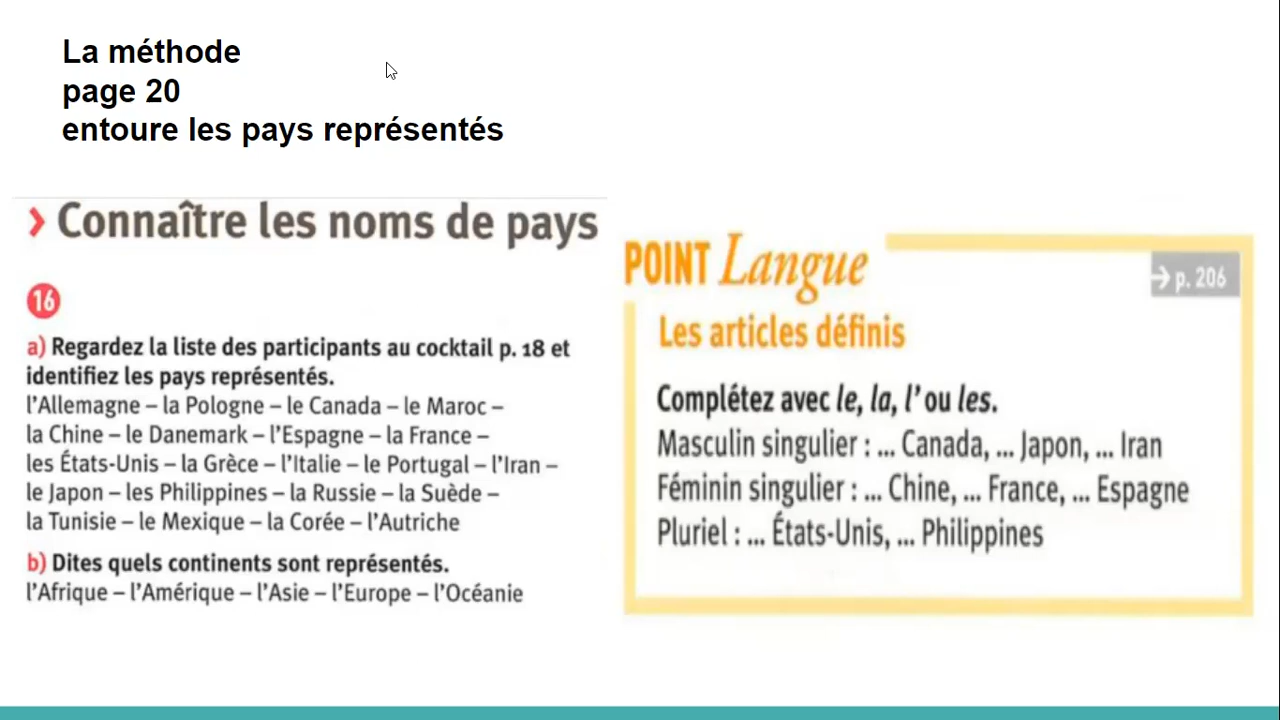 La méthode
page 20
entoure les pays représentés
› Connaître les noms de pays
16
a) Regardez la liste des participants au cocktail p. 18 et
identifiez les pays représentés.
l'Allemagne – la Pologne – le Canada – le Maroc –
la Chine – le Danemark – l'Espagne – la France –
les États-Unis – la Grèce – l'Italie – le Portugal – l'Iran –
le Japon – les Philippines – la Russie – la Suède –
la Tunisie – le Mexique – la Corée – l'Autriche
b) Dites quels continents sont représentés.
l'Afrique – l'Amérique – l'Asie – l'Europe – l'Océanie
POINT Langue
→ p. 206
Les articles définis
Complétez avec le, la, l' ou les.
Masculin singulier : ... Canada, ... Japon, ... Iran
Féminin singulier : ... Chine, ... France, ... Espagne
Pluriel : ... États-Unis, ... Philippines